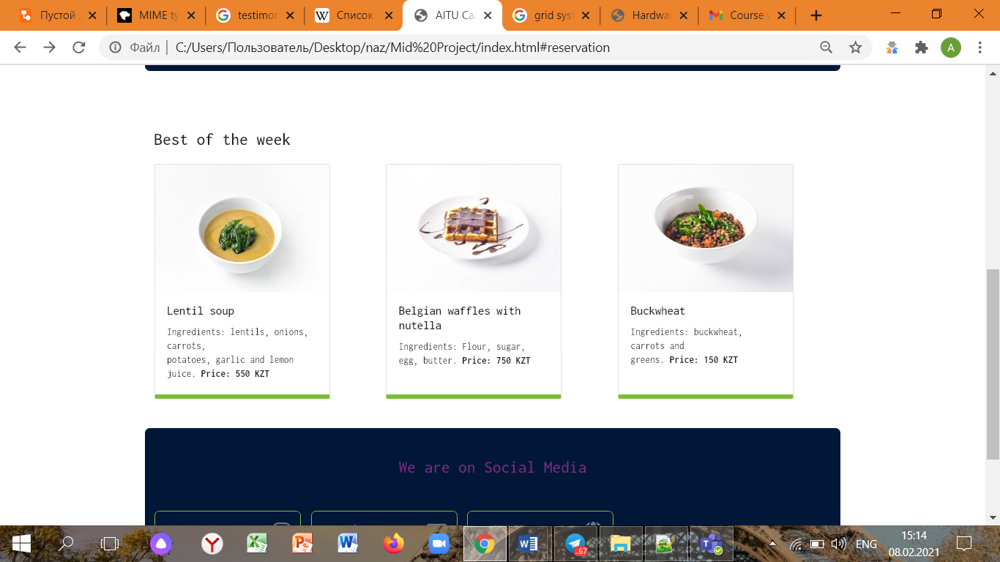 Пустой
MIME ty
testimon
Список
AITU Ca
grid sys
Hardwa
Course
Файл
C:/Users/Пользователь/Desktop/naz/Mid%20Project/index.html#reservation
A
Best of the week
Lentil soup
Ingredients: lentils, onions,
carrots,
potatoes, garlic and lemon
juice. Price: 550 KZT
Belgian waffles with
nutella
Ingredients: Flour, sugar,
egg, butter. Price: 750 KZT
Buckwheat
Ingredients: buckwheat,
carrots and
greens. Price: 150 KZT
We are on Social Media
..67
ENG
15:14
08.02.2021